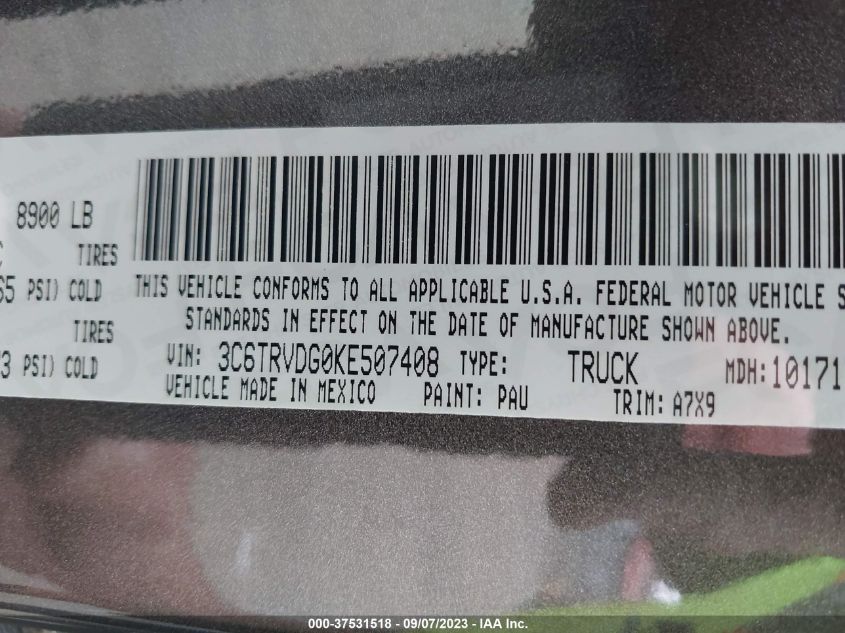 8900 LB
C TIRES
65 PSI) COLD
TIRES
3 PSI) COLD
THIS VEHICLE CONFORMS TO ALL APPLICABLE U.S.A. FEDERAL MOTOR VEHICLE S
STANDARDS IN EFFECT ON THE DATE OF MANUFACTURE SHOWN ABOVE.
VIN: 3C6TRVDG0KE507408 TYPE: TRUCK MDH: 10171
VEHICLE MADE IN MEXICO PAINT: PAU TRIM: A7X9
000-37531518 - 09/07/2023 - IAA Inc.